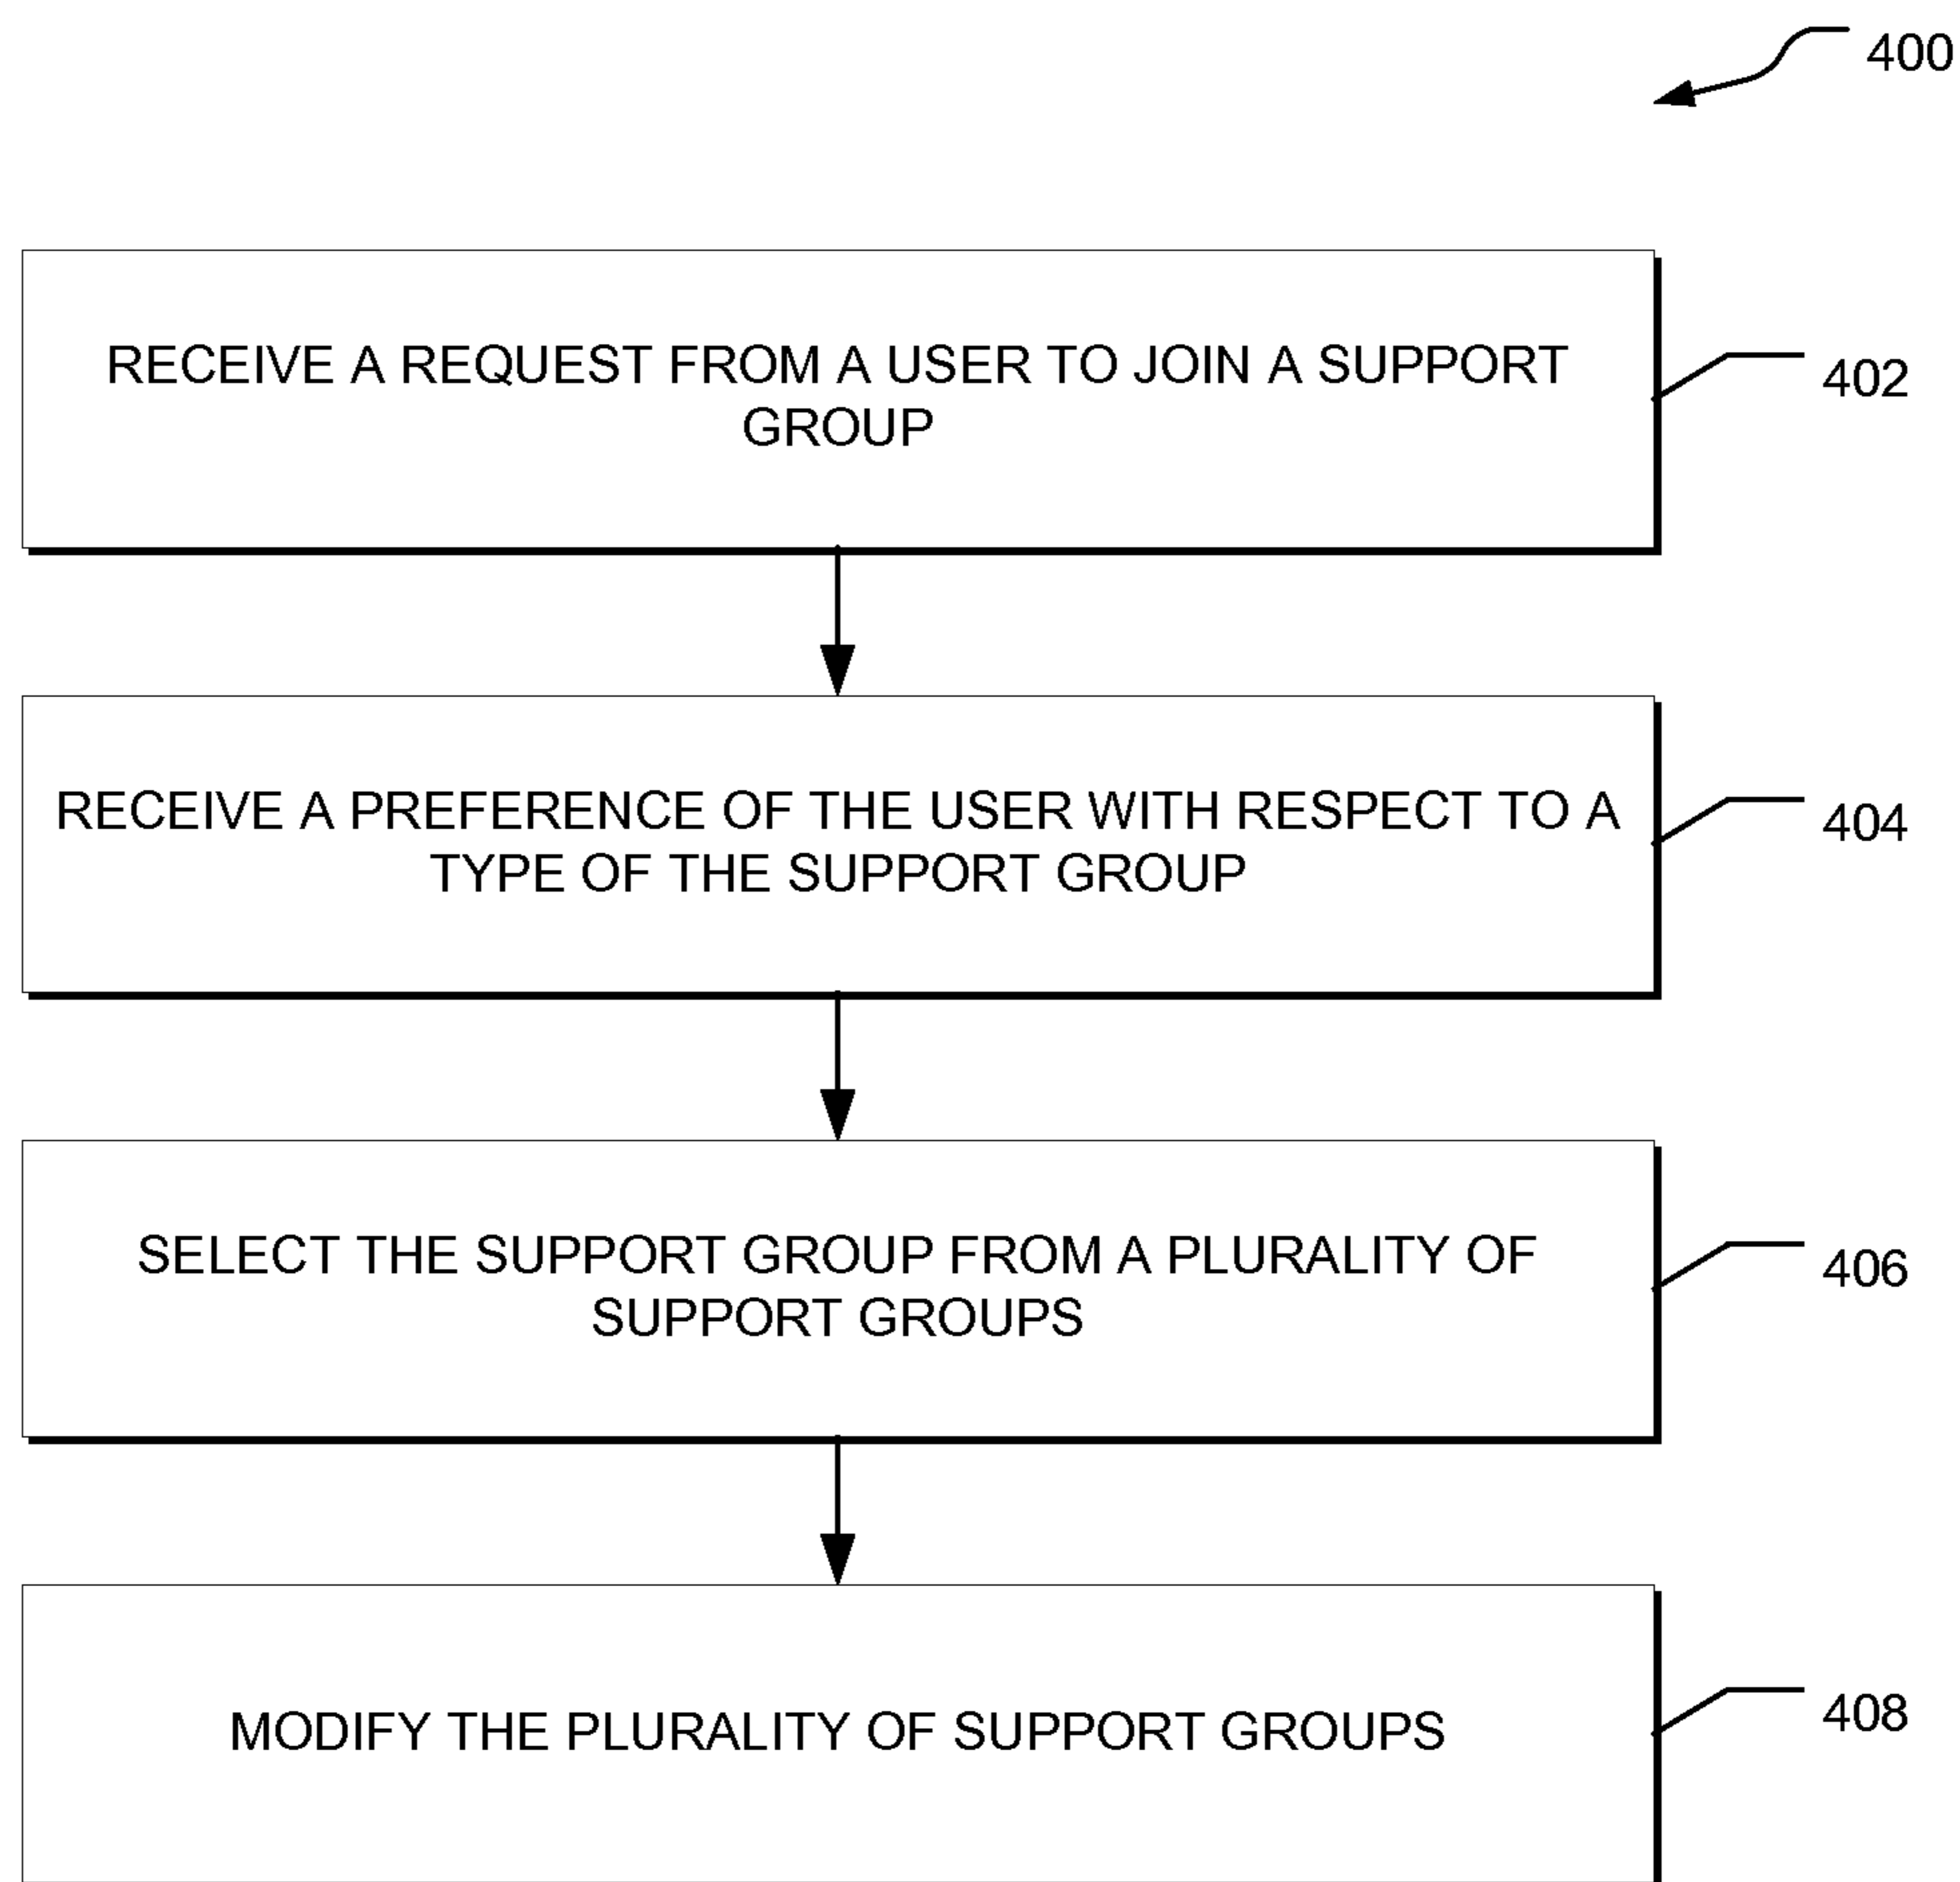 400
RECEIVE A REQUEST FROM A USER TO JOIN A SUPPORT
GROUP
402
RECEIVE A PREFERENCE OF THE USER WITH RESPECT TO A
TYPE OF THE SUPPORT GROUP
404
SELECT THE SUPPORT GROUP FROM A PLURALITY OF
SUPPORT GROUPS
406
MODIFY THE PLURALITY OF SUPPORT GROUPS
408